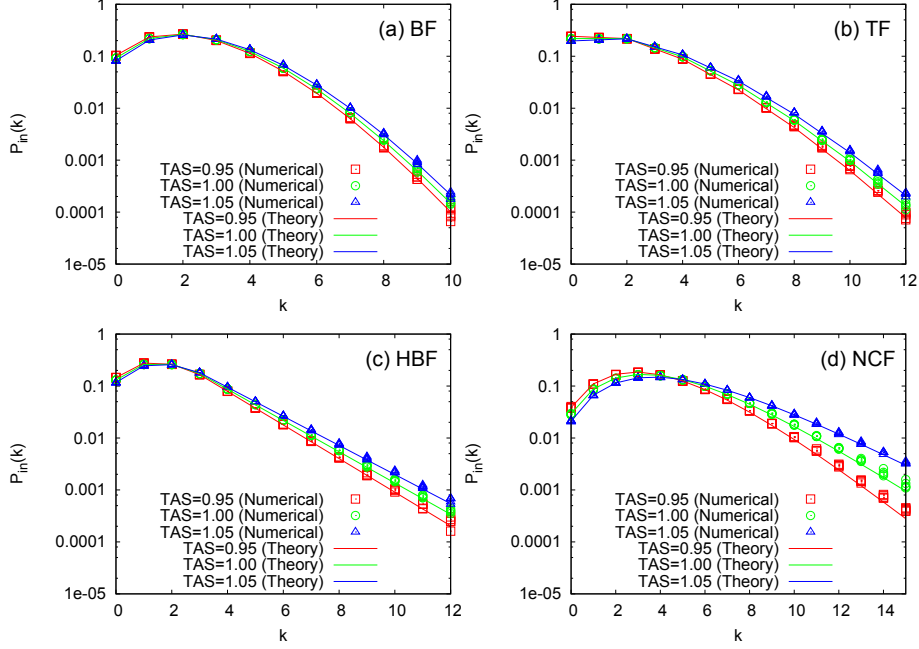 (a) BF
P_in(k)
1
0.1
0.01
0.001
0.0001
1e-05
TAS=0.95 (Numerical)
TAS=1.00 (Numerical)
TAS=1.05 (Numerical)
TAS=0.95 (Theory)
TAS=1.00 (Theory)
TAS=1.05 (Theory)
0 2 4 6 8 10
k
(b) TF
P_in(k)
1
0.1
0.01
0.001
0.0001
1e-05
TAS=0.95 (Numerical)
TAS=1.00 (Numerical)
TAS=1.05 (Numerical)
TAS=0.95 (Theory)
TAS=1.00 (Theory)
TAS=1.05 (Theory)
0 2 4 6 8 10 12
k
(c) HBF
P_in(k)
1
0.1
0.01
0.001
0.0001
1e-05
TAS=0.95 (Numerical)
TAS=1.00 (Numerical)
TAS=1.05 (Numerical)
TAS=0.95 (Theory)
TAS=1.00 (Theory)
TAS=1.05 (Theory)
0 2 4 6 8 10 12
k
(d) NCF
P_in(k)
1
0.1
0.01
0.001
0.0001
1e-05
TAS=0.95 (Numerical)
TAS=1.00 (Numerical)
TAS=1.05 (Numerical)
TAS=0.95 (Theory)
TAS=1.00 (Theory)
TAS=1.05 (Theory)
0 2 4 6 8 10 12 14
k